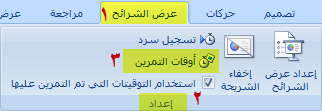 تصميم حركات عرض الشرائح ١ مراجعة عرض
إعداد عرض الشرائح
إخفاء الشريحة
تسجيل سرد
أوقات التمرين ٣
استخدام التوقيتات التي تم التمرين عليها
إعداد ٢